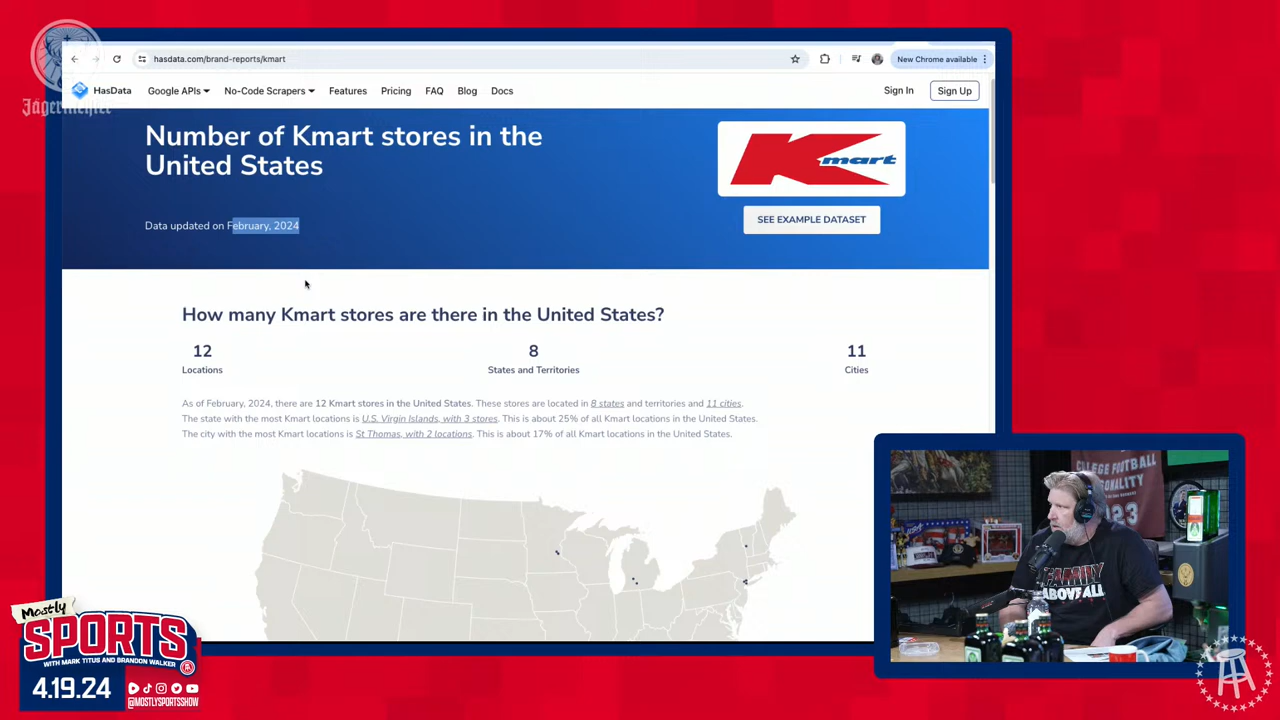 Jägermeister
hasdata.com/brand-reports/kmart
New Chrome available
HasData
Google APIs
No-Code Scrapers
Features
Pricing
FAQ
Blog
Docs
Sign In
Sign Up
Number of Kmart stores in the
United States
Data updated on February, 2024
Kmart
SEE EXAMPLE DATASET
How many Kmart stores are there in the United States?
12
Locations
8
States and Territories
11
Cities
As of February, 2024, there are 12 Kmart stores in the United States. These stores are located in 8 states and territories and 11 cities.
The state with the most Kmart locations is U.S. Virgin Islands, with 3 stores. This is about 25% of all Kmart locations in the United States.
The city with the most Kmart locations is St Thomas, with 2 locations. This is about 17% of all Kmart locations in the United States.
COLLEGE FOOTBALL
FAMILY
ABOVE ALL
Mostly
SPORTS
WITH MARK TITUS AND BRANDON WALKER
4.19.24
@MOSTLYSPORTSSHOW